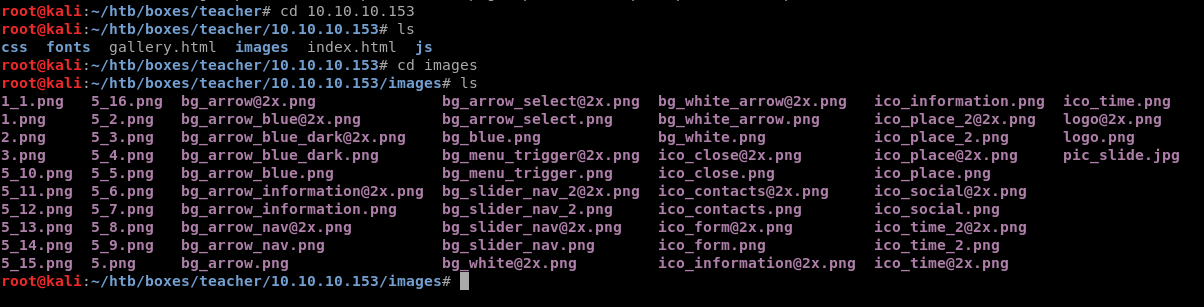 root@kali:~/htb/boxes/teacher# cd 10.10.10.153
root@kali:~/htb/boxes/teacher/10.10.10.153# ls
css fonts gallery.html images index.html js
root@kali:~/htb/boxes/teacher/10.10.10.153# cd images
root@kali:~/htb/boxes/teacher/10.10.10.153/images# ls
1_1.png 5_16.png bg_arrow@2x.png bg_arrow_select@2x.png bg_white_arrow@2x.png ico_information.png ico_time.png
1.png 5_2.png bg_arrow_blue@2x.png bg_arrow_select.png bg_white_arrow.png ico_place_2@2x.png logo@2x.png
2.png 5_3.png bg_arrow_blue_dark@2x.png bg_blue.png bg_white.png ico_place_2.png logo.png
3.png 5_4.png bg_arrow_blue_dark.png bg_menu_trigger@2x.png ico_close@2x.png ico_place@2x.png pic_slide.jpg
5_10.png 5_5.png bg_arrow_blue.png bg_menu_trigger.png ico_close.png ico_place.png
5_11.png 5_6.png bg_arrow_information@2x.png bg_slider_nav_2@2x.png ico_contacts@2x.png ico_social@2x.png
5_12.png 5_7.png bg_arrow_information.png bg_slider_nav_2.png ico_contacts.png ico_social.png
5_13.png 5_8.png bg_arrow_nav@2x.png bg_slider_nav@2x.png ico_form@2x.png ico_time_2@2x.png
5_14.png 5_9.png bg_arrow_nav.png bg_slider_nav.png ico_form.png ico_time_2.png
5_15.png 5.png bg_arrow.png bg_white@2x.png ico_information@2x.png ico_time@2x.png
root@kali:~/htb/boxes/teacher/10.10.10.153/images#